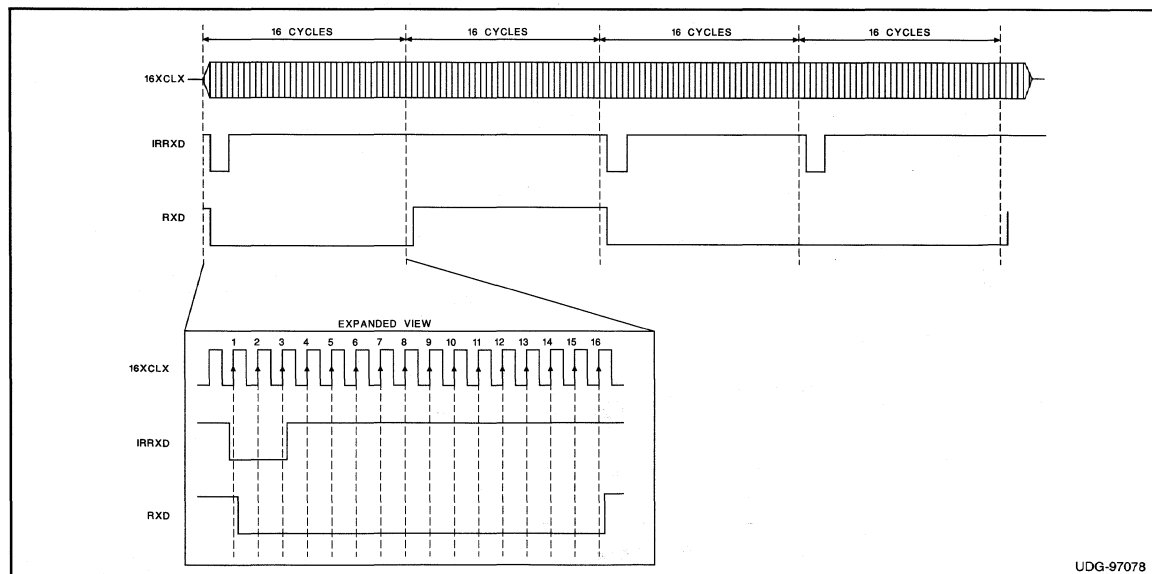 16 CYCLES 16 CYCLES 16 CYCLES 16 CYCLES
16XCLX
IRRXD
RXD
EXPANDED VIEW
1 2 3 4 5 6 7 8 9 10 11 12 13 14 15 16
16XCLX
IRRXD
RXD
UDG-97078